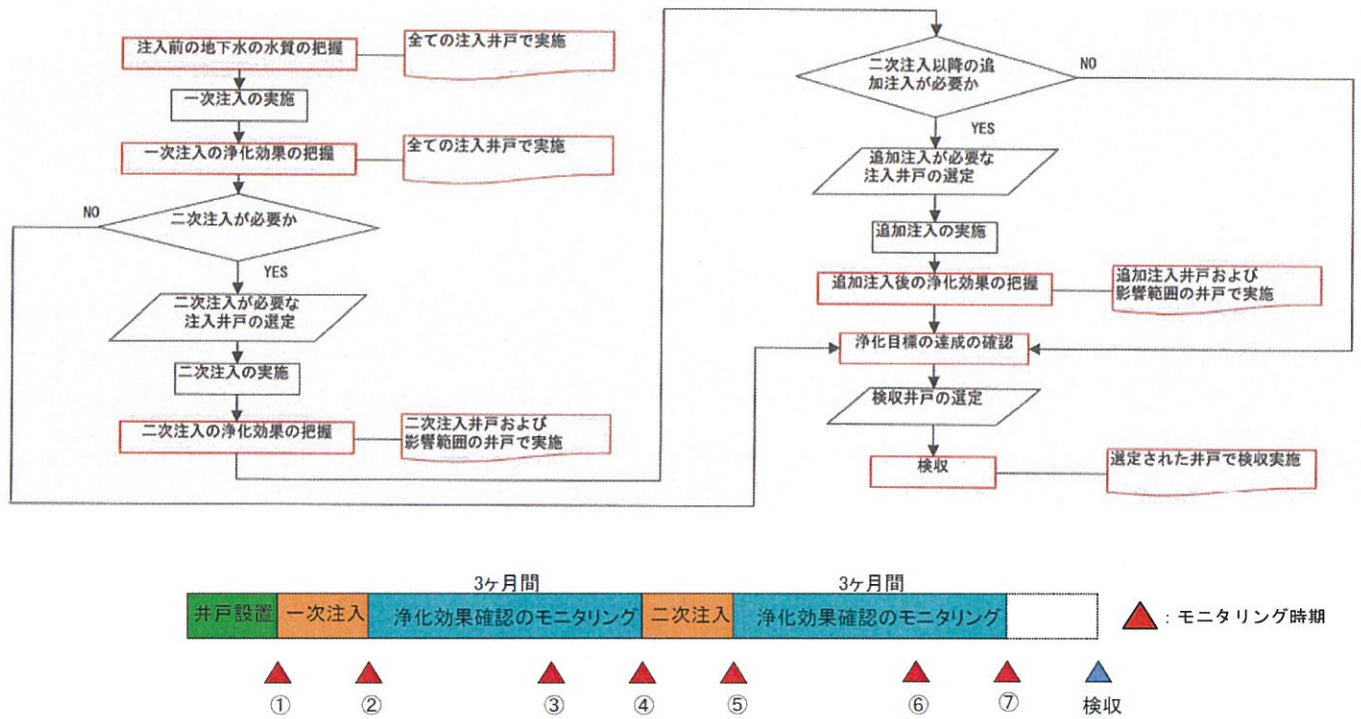 注入前の地下水の水質の把握
全ての注入井戸で実施
一次注入の実施
一次注入の浄化効果の把握
全ての注入井戸で実施
NO
二次注入が必要か
YES
二次注入が必要な
注入井戸の選定
二次注入の実施
二次注入の浄化効果の把握
二次注入井戸および
影響範囲の井戸で実施
二次注入以降の追
加注入が必要か
NO
YES
追加注入が必要な
注入井戸の選定
追加注入の実施
追加注入後の浄化効果の把握
追加注入井戸および
影響範囲の井戸で実施
浄化目標の達成の確認
検収井戸の選定
検収
選定された井戸で検収実施
3ヶ月間
3ヶ月間
井戸設置
一次注入
浄化効果確認のモニタリング
二次注入
浄化効果確認のモニタリング
:モニタリング時期
①
②
③
④
⑤
⑥
⑦
検収